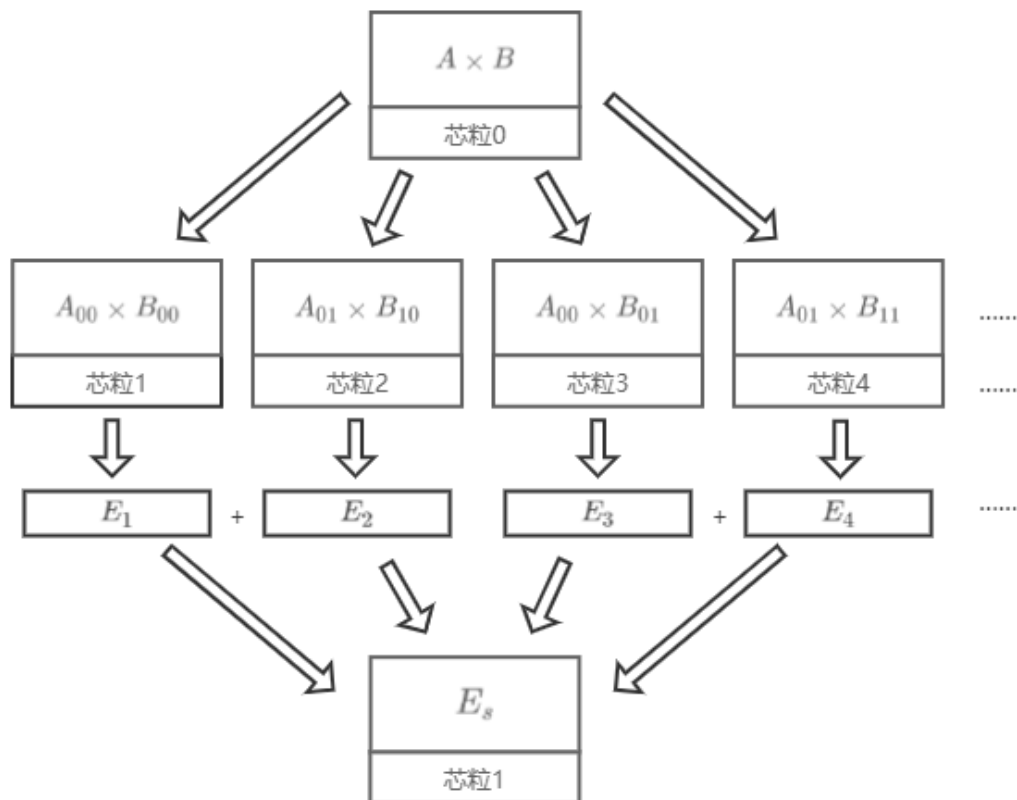 A × B
芯粒0
A₀₀ × B₀₀ A₀₁ × B₁₀ A₀₀ × B₀₁ A₀₁ × B₁₁ ……
芯粒1 芯粒2 芯粒3 芯粒4 ……
E₁ + E₂ E₃ + E₄ ……
Eₛ
芯粒1